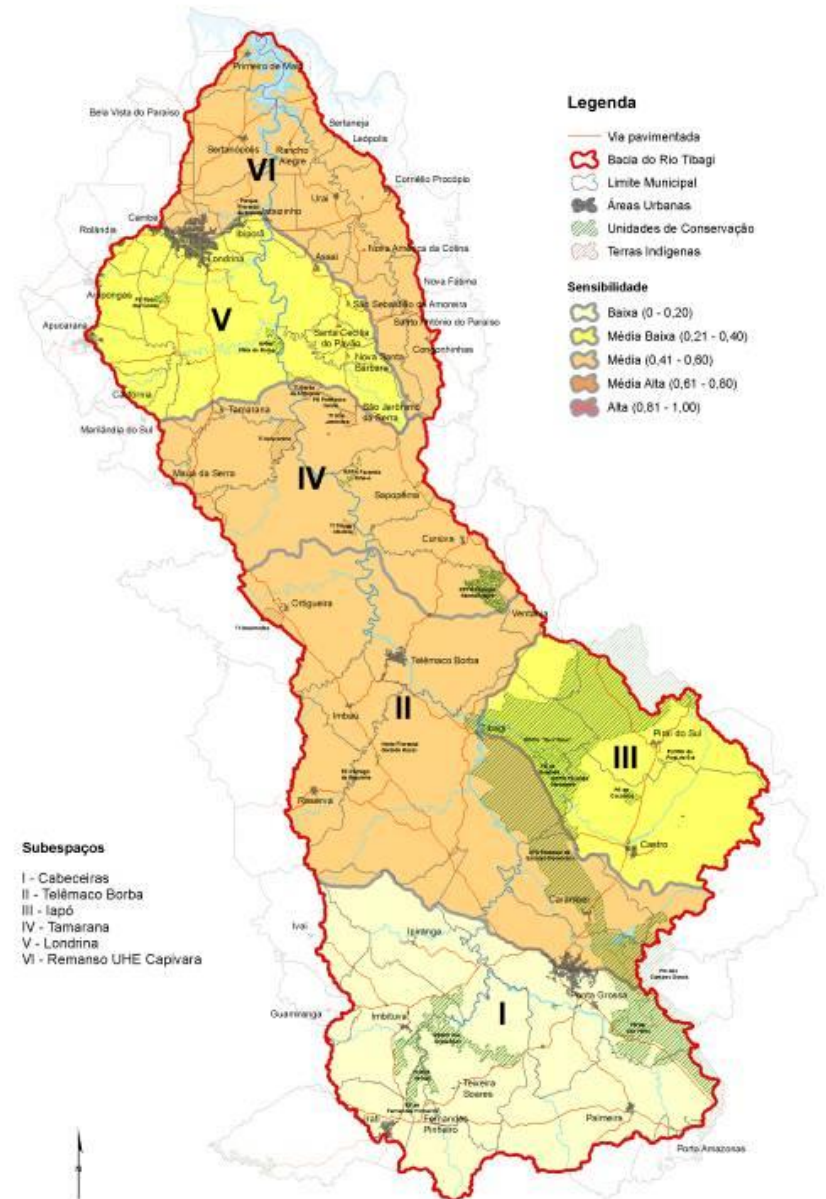 Legenda
Via pavimentada
Bacia do Rio Tibagi
Limite Municipal
Áreas Urbanas
Unidades de Conservação
Terras Indígenas
Sensibilidade
Baixa (0 - 0,20)
Média Baixa (0,21 - 0,40)
Média (0,41 - 0,60)
Média Alta (0,61 - 0,80)
Alta (0,81 - 1,00)
Primeiro de Maio
Bela Vista do Paraíso
Sertaneja
Leópolis
Sertanópolis
Rancho Alegre
VI
Cornélio Procópio
Uraí
Cambé
Rolândia
Ibiporã
Londrina
Nova América da Colina
Assaí
Nova Fátima
Arapongas
São Sebastião da Amoreira
Santo Antônio do Paraíso
V
Apucarana
Santa Cecília do Pavão
Congonhinhas
Nova Santa Bárbara
Califórnia
Tamarana
São Jerônimo da Serra
Marilândia do Sul
Mauá da Serra
IV
Sapopema
Curiúva
Ortigueira
Ventania
Telêmaco Borba
II
Imbaú
Tibagi
Piraí do Sul
III
Reserva
Castro
Carambeí
Subespaços
I - Cabeceiras
II - Telêmaco Borba
III - Iapó
IV - Tamarana
V - Londrina
VI - Remanso UHE Capivara
Ivaí
Ipiranga
Ponta Grossa
Guamiranga
Imbituva
I
Teixeira Soares
Irati
Fernandes Pinheiro
Palmeira
Porto Amazonas
N